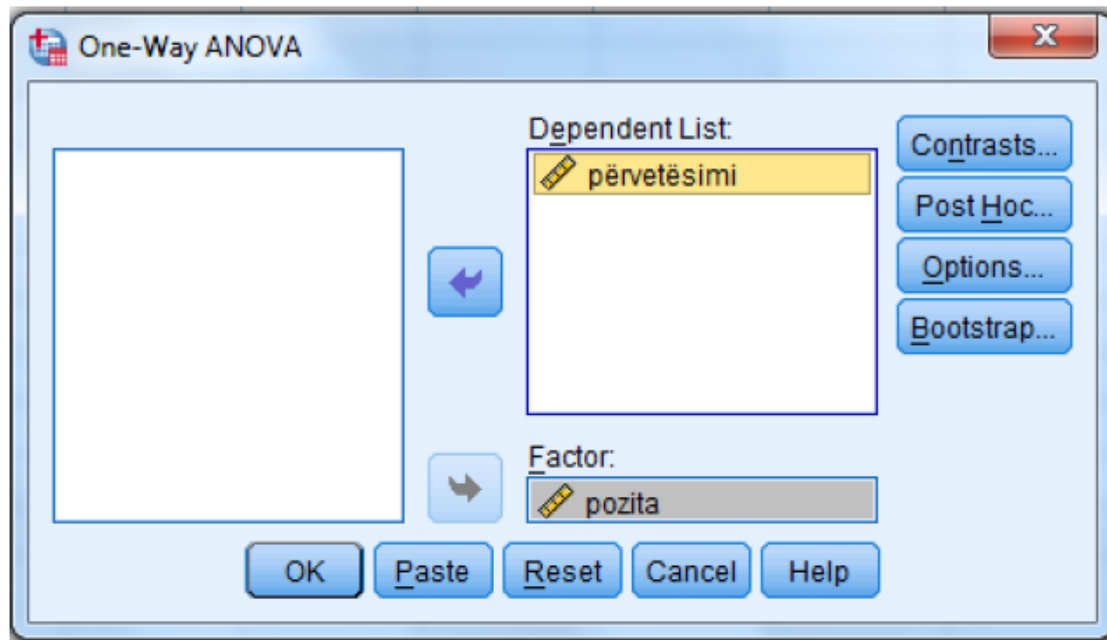 One-Way ANOVA
Dependent List:
përvetësimi
Factor:
pozita
Contrasts...
Post Hoc...
Options...
Bootstrap...
OK
Paste
Reset
Cancel
Help